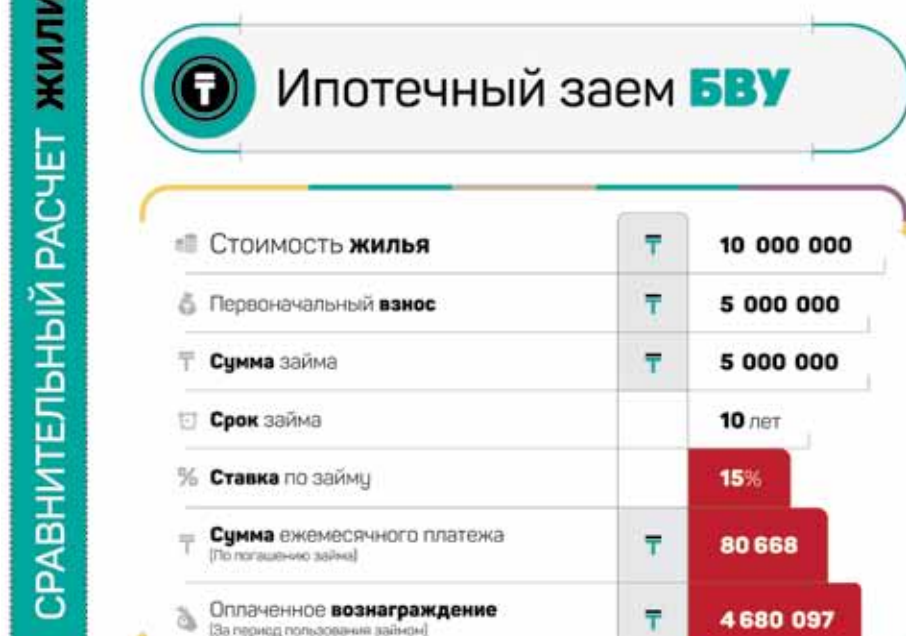 СРАВНИТЕЛЬНЫЙ РАСЧЕТ
Ипотечный заем БВУ
Стоимость жилья ₸ 10 000 000
Первоначальный взнос ₸ 5 000 000
Сумма займа ₸ 5 000 000
Срок займа 10 лет
% Ставка по займу 15%
Сумма ежемесячного платежа ₸ 80 668
(По погашению займа)
Оплаченное вознаграждение ₸ 4 680 097
(За период пользования займом)